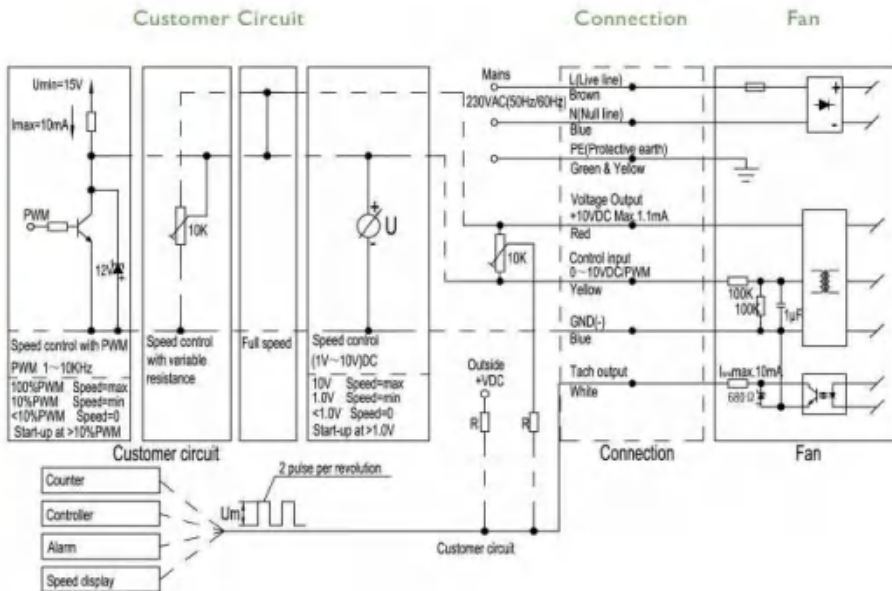 Customer Circuit
Connection
Fan
Umin=15V
Imax=10mA
PWM
12V
Speed control with PWM
PWM 1~10KHz
100%PWM Speed=max
10%PWM Speed=min
<10%PWM Speed=0
Start-up at >10%PWM
10K
Speed control
with variable
resistance
Full speed
+
U
-
Speed control
(1V~10V)DC
10V Speed=max
1.0V Speed=min
<1.0V Speed=0
Start-up at>1.0V
Customer circuit
Mains
230VAC(50Hz/60Hz)
10K
Outside
+VDC
R
R
L(Live line)
Brown
N(Null line)
Blue
PE(Protective earth)
Green & Yellow
Voltage Output
+10VDC Max.1.1mA
Red
Control input
0~10VDC/PWM
Yellow
GND(-)
Blue
Tach output
White
Connection
+
-
100K
100K
1μF
max.10mA
680Ω
Fan
Counter
Controller
Alarm
Speed display
Um
2 pulse per revolution
Customer circuit